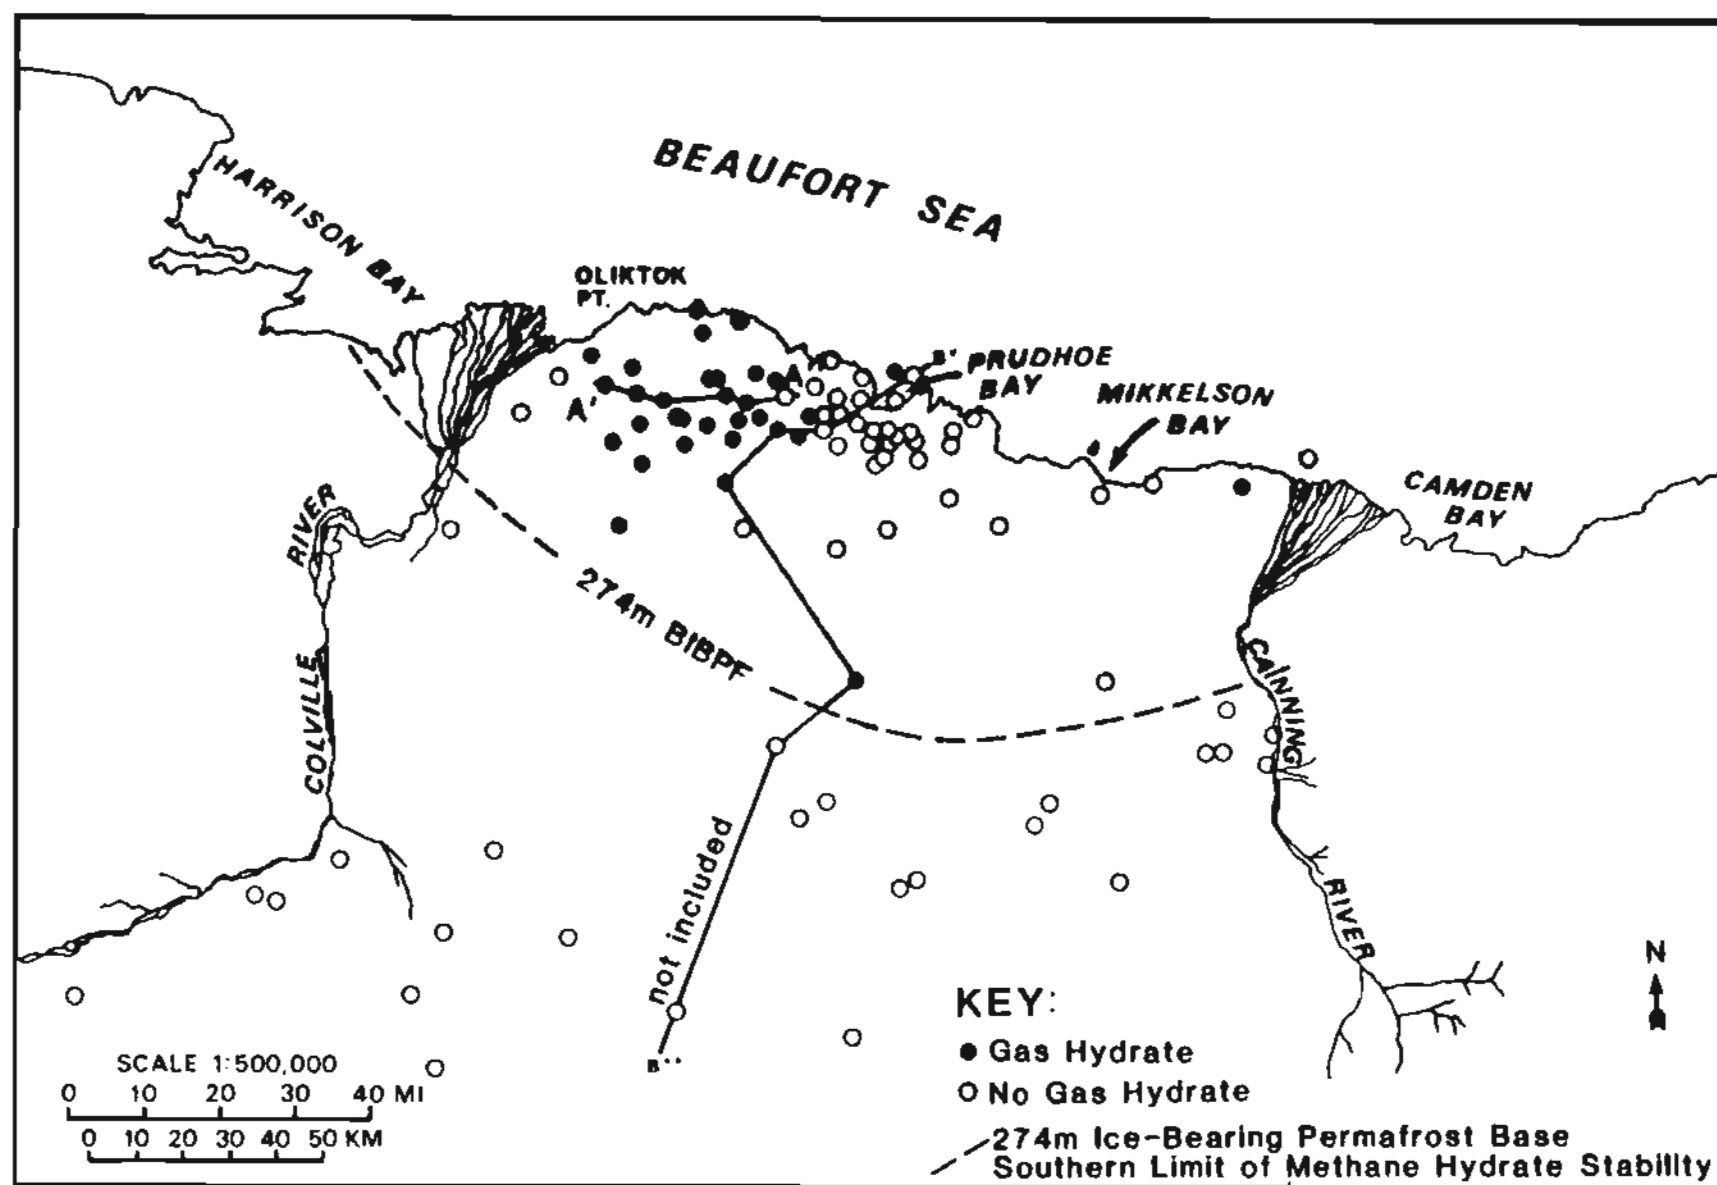 BEAUFORT SEA
HARRISON BAY
OLIKTOK
PT.
A'
A''
B'
PRUDHOE
BAY
MIKKELSON
BAY
CAMDEN
BAY
RIVER
COLVILLE
274m BIBPF
CANNING
RIVER
not included
B''
N
KEY:
Gas Hydrate
No Gas Hydrate
274m Ice-Bearing Permafrost Base
Southern Limit of Methane Hydrate Stability
SCALE 1:500,000
0 10 20 30 40 MI
0 10 20 30 40 50 KM